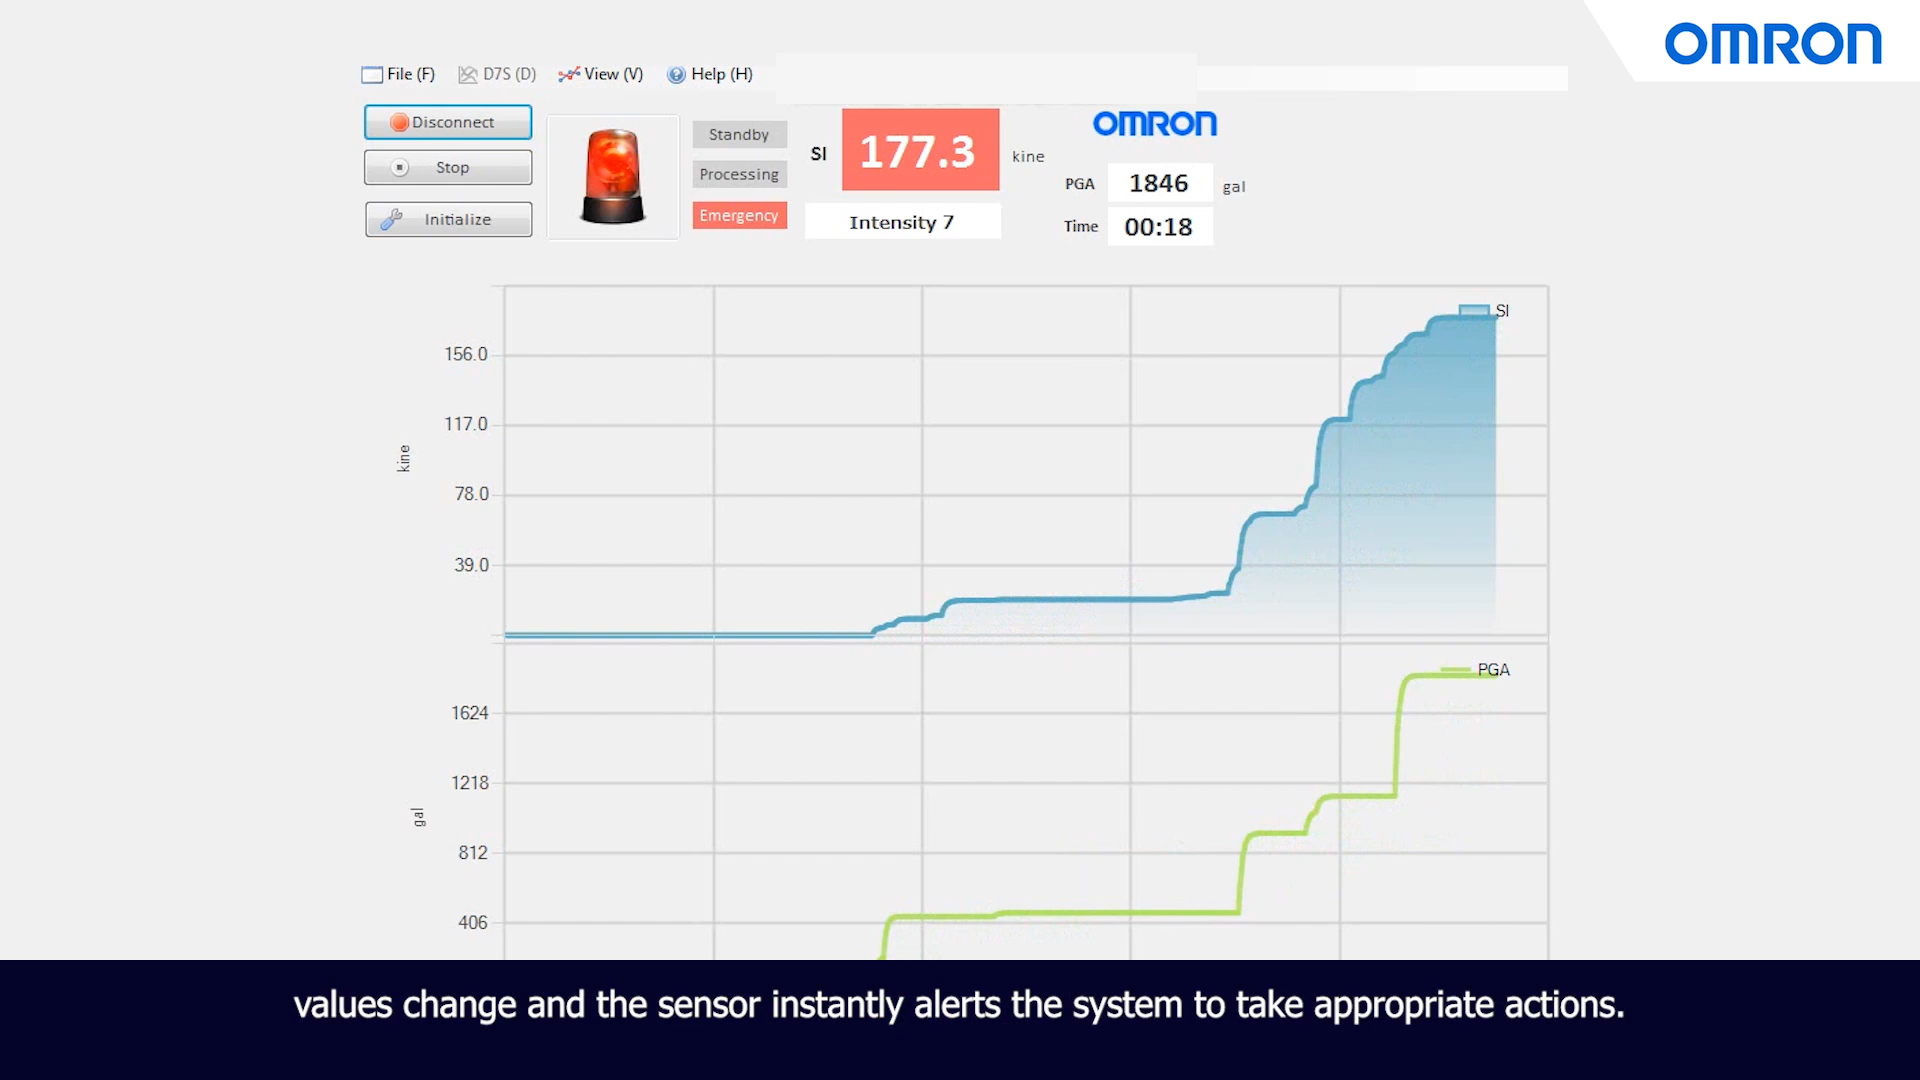 OMRON
File (F) D7S (D) View (V) Help (H)
Disconnect
Stop
Initialize
Standby
Processing
Emergency
SI 177.3 kine
Intensity 7
OMRON
PGA 1846 gal
Time 00:18
SI
156.0
117.0
78.0
39.0
kine
PGA
1624
1218
812
406
gal
values change and the sensor instantly alerts the system to take appropriate actions.